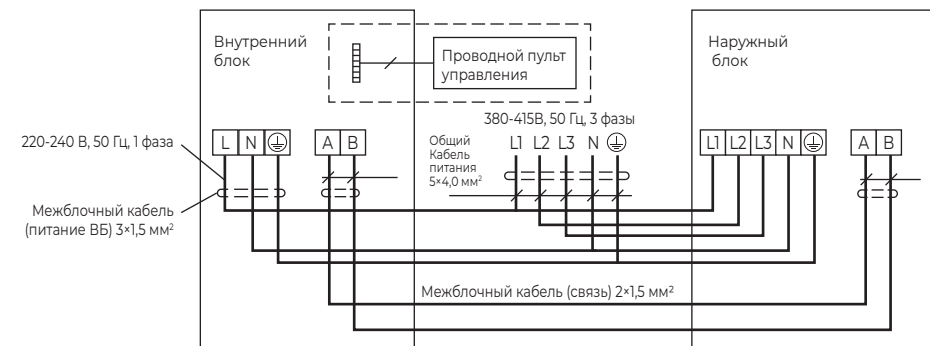 Внутренний
блок
Проводной пульт
управления
Наружный
блок
380-415В, 50 Гц, 3 фазы
220-240 В, 50 Гц, 1 фаза
L N
A B
Общий
Кабель
питания
5×4,0 мм²
L1 L2 L3 N
L1 L2 L3 N
A B
Межблочный кабель
(питание ВБ) 3×1,5 мм²
Межблочный кабель (связь) 2×1,5 мм²